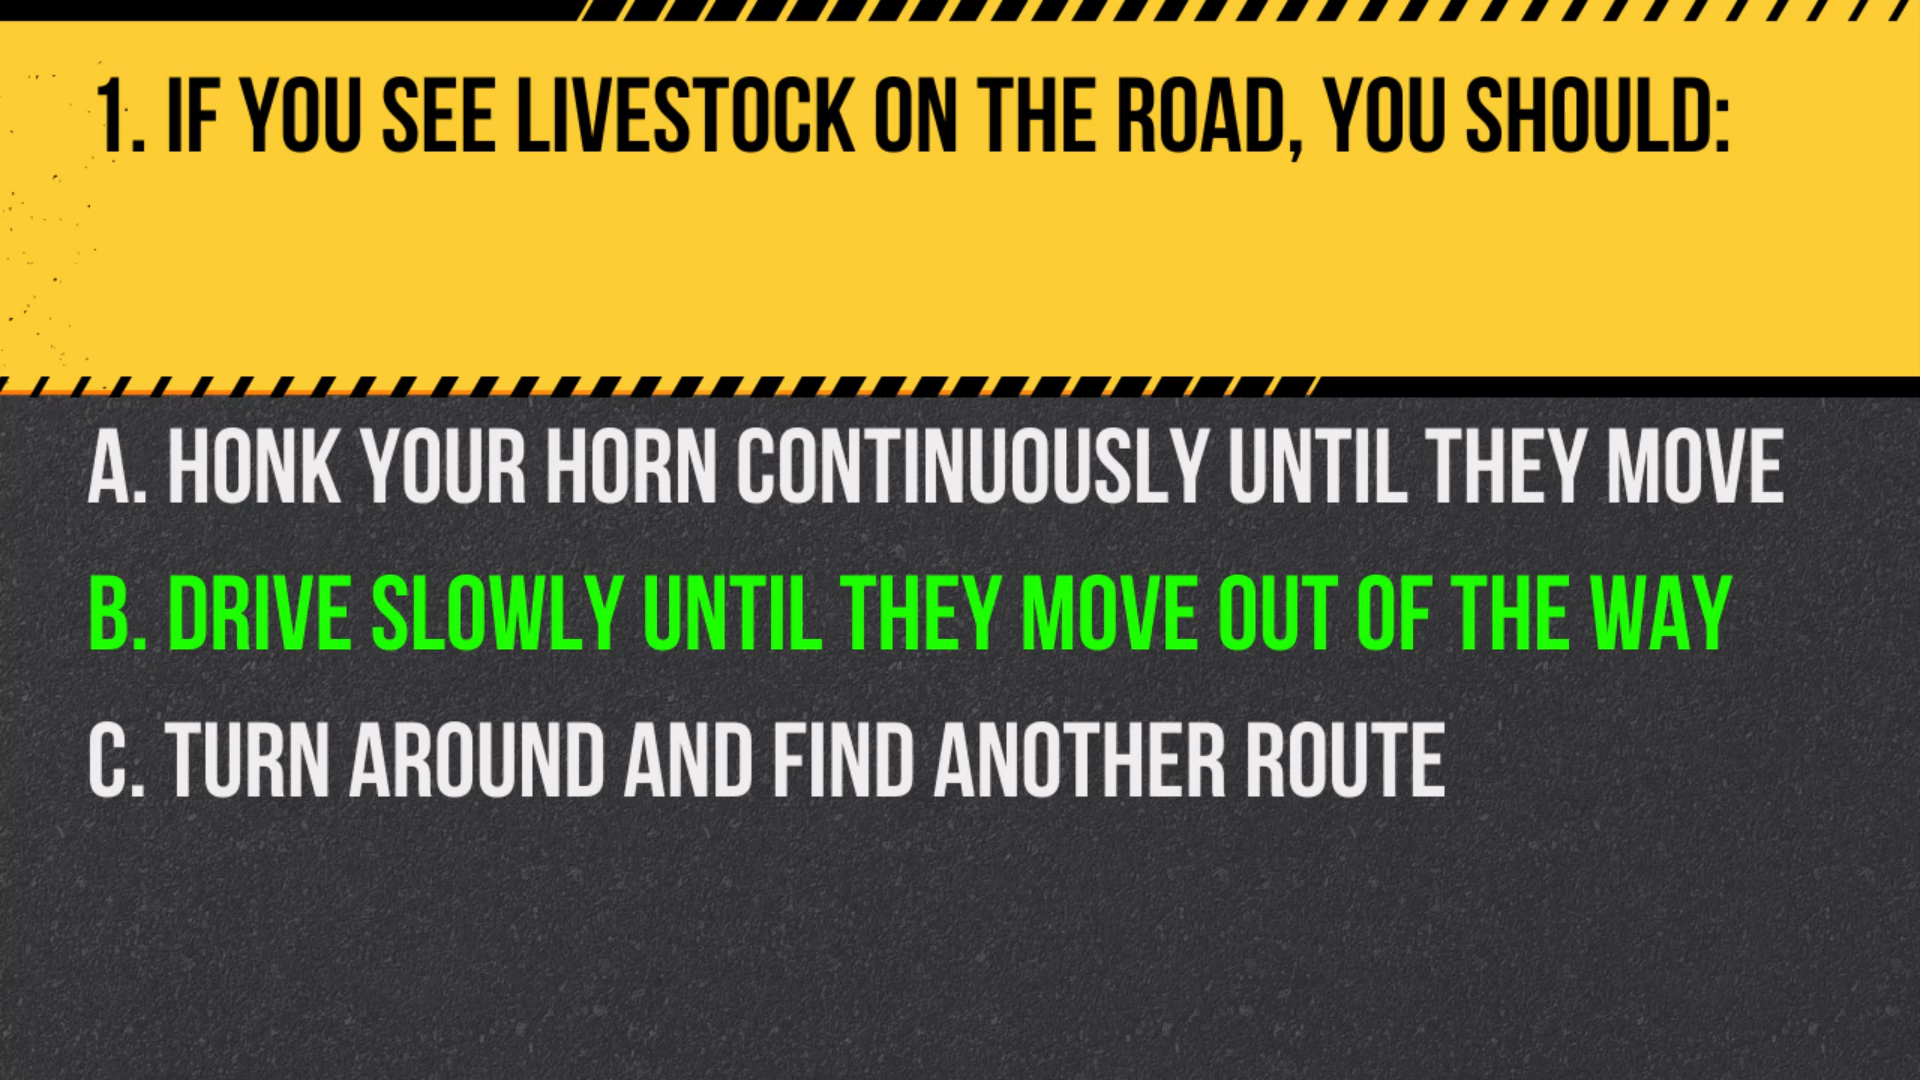 1. IF YOU SEE LIVESTOCK ON THE ROAD, YOU SHOULD:
A. HONK YOUR HORN CONTINUOUSLY UNTIL THEY MOVE
B. DRIVE SLOWLY UNTIL THEY MOVE OUT OF THE WAY
C. TURN AROUND AND FIND ANOTHER ROUTE